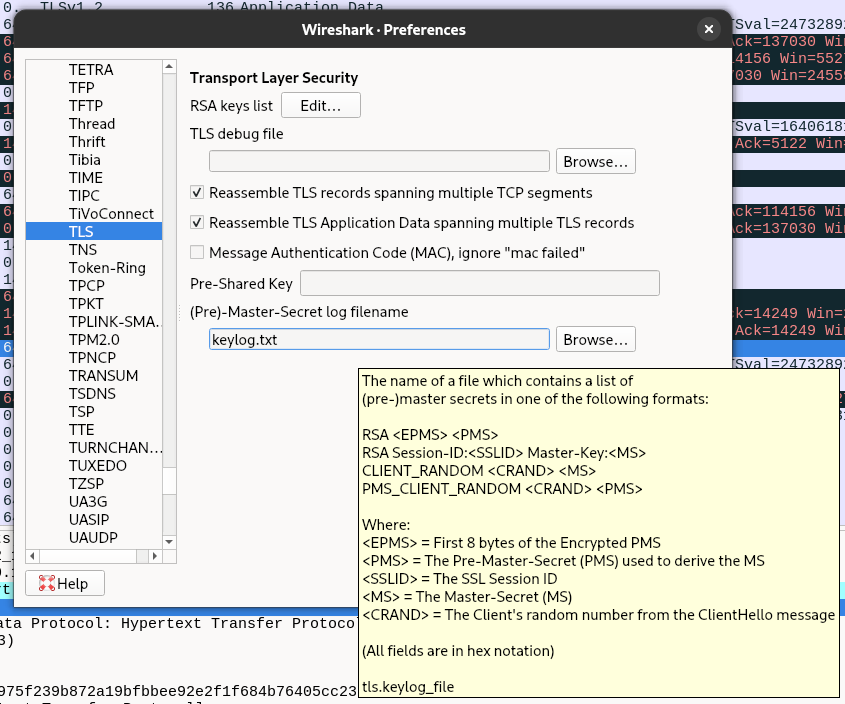 0. TLSv1.2 136 Application Data
Wireshark · Preferences
TSval=2473289
Ack=137030 Win
14156 Win=5527
7030 Win=24559
TSval=1640618
Ack=5122 Win=
Ack=114156 Win
Ack=137030 Win
k=14249 Win=2
Ack=14249 Win
TSval=2473289
TETRA
TFP
TFTP
Thread
Thrift
Tibia
TIME
TIPC
TiVoConnect
TLS
TNS
Token-Ring
TPCP
TPKT
TPLINK-SMA…
TPM2.0
TPNCP
TRANSUM
TSDNS
TSP
TTE
TURNCHAN…
TUXEDO
TZSP
UA3G
UASIP
UAUDP
Help
Transport Layer Security
RSA keys list Edit…
TLS debug file
Browse…
Reassemble TLS records spanning multiple TCP segments
Reassemble TLS Application Data spanning multiple TLS records
Message Authentication Code (MAC), ignore "mac failed"
Pre-Shared Key
(Pre)-Master-Secret log filename
keylog.txt Browse…
The name of a file which contains a list of
(pre-)master secrets in one of the following formats:
RSA <EPMS> <PMS>
RSA Session-ID:<SSLID> Master-Key:<MS>
CLIENT_RANDOM <CRAND> <MS>
PMS_CLIENT_RANDOM <CRAND> <PMS>
Where:
<EPMS> = First 8 bytes of the Encrypted PMS
<PMS> = The Pre-Master-Secret (PMS) used to derive the MS
<SSLID> = The SSL Session ID
<MS> = The Master-Secret (MS)
<CRAND> = The Client's random number from the ClientHello message
(All fields are in hex notation)
tls.keylog_file
ata Protocol: Hypertext Transfer Protoco
3)
975f239b872a19bfbbee92e2f1f684b76405cc23